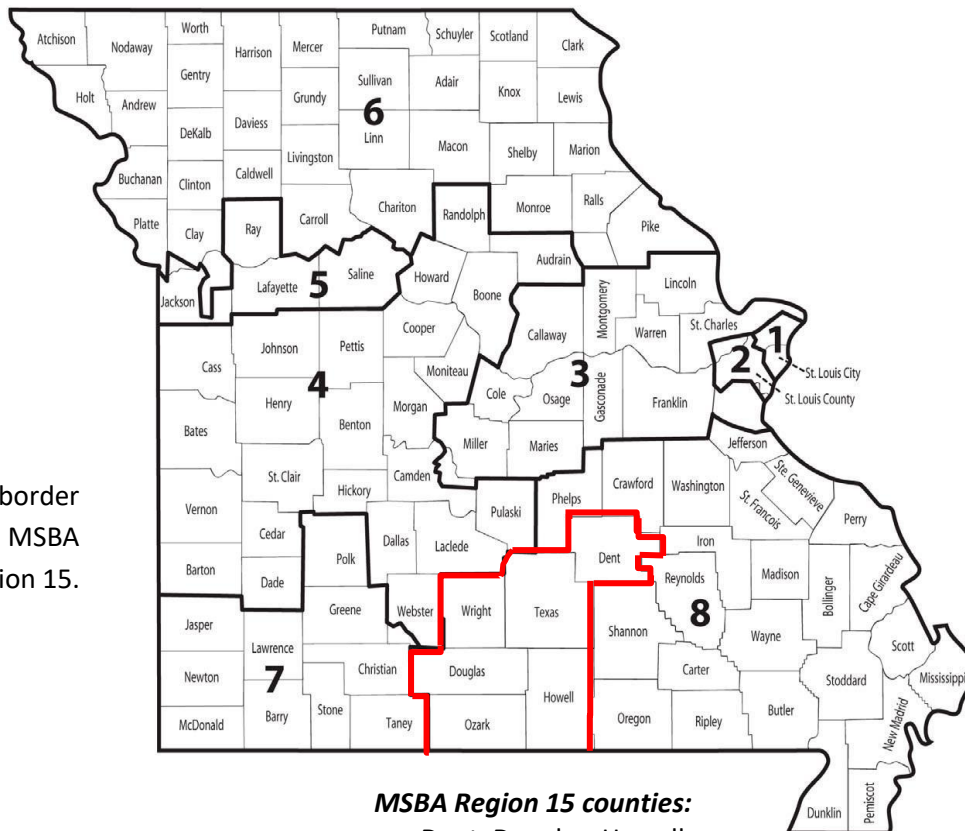 Worth
Putnam
Schuyler
Scotland
Atchison
Nodaway
Harrison
Mercer
Clark
Gentry
Sullivan
Adair
Knox
Holt
Andrew
Grundy
Lewis
6
DeKalb
Daviess
Linn
Macon
Livingston
Shelby
Marion
Buchanan
Clinton
Caldwell
Chariton
Randolph
Monroe
Ralls
Platte
Clay
Ray
Carroll
Pike
Audrain
Jackson
Lafayette
5
Saline
Howard
Boone
Lincoln
Montgomery
Callaway
Warren
St. Charles
1
Cooper
2
St. Louis City
Cass
Johnson
Pettis
Moniteau
3
St. Louis County
4
Cole
Osage
Gasconade
Franklin
Henry
Morgan
Bates
Benton
Miller
Maries
Jefferson
St. Clair
Camden
Ste. Genevieve
Hickory
Phelps
Crawford
Washington
St. Francois
border
Vernon
Pulaski
Perry
MSBA
Cedar
Dallas
Laclede
Iron
Polk
Dent
ion 15.
Barton
Dade
Reynolds
Madison
Bollinger
Cape Girardeau
Greene
Webster
Wright
Texas
Jasper
Lawrence
Shannon
8
Wayne
Scott
Newton
7
Christian
Douglas
Carter
Stoddard
Mississippi
Howell
McDonald
Barry
Stone
Taney
Ozark
Oregon
Ripley
Butler
New Madrid
Dunklin
Pemiscot
MSBA Region 15 counties: